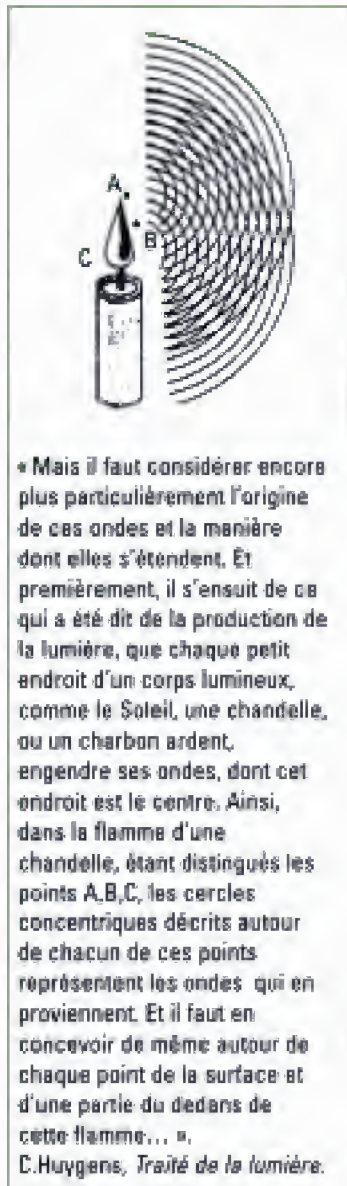 A
B
C
« Mais il faut considérer encore
plus particulièrement l'origine
de ces ondes et la manière
dont elles s'étendent. Et
premièrement, il s'ensuit de ce
qui a été dit de la production de
la lumière, que chaque petit
endroit d'un corps lumineux,
comme le Soleil, une chandelle,
ou un charbon ardent,
engendre ses ondes, dont cet
endroit est le centre. Ainsi,
dans la flamme d'une
chandelle, étant distingués les
points A,B,C, les cercles
concentriques décrits autour
de chacun de ces points
représentent les ondes qui en
proviennent. Et il faut en
concevoir de même autour de
chaque point de la surface et
d'une partie du dedans de
cette flamme... ».
C.Huygens, Traité de la lumière.